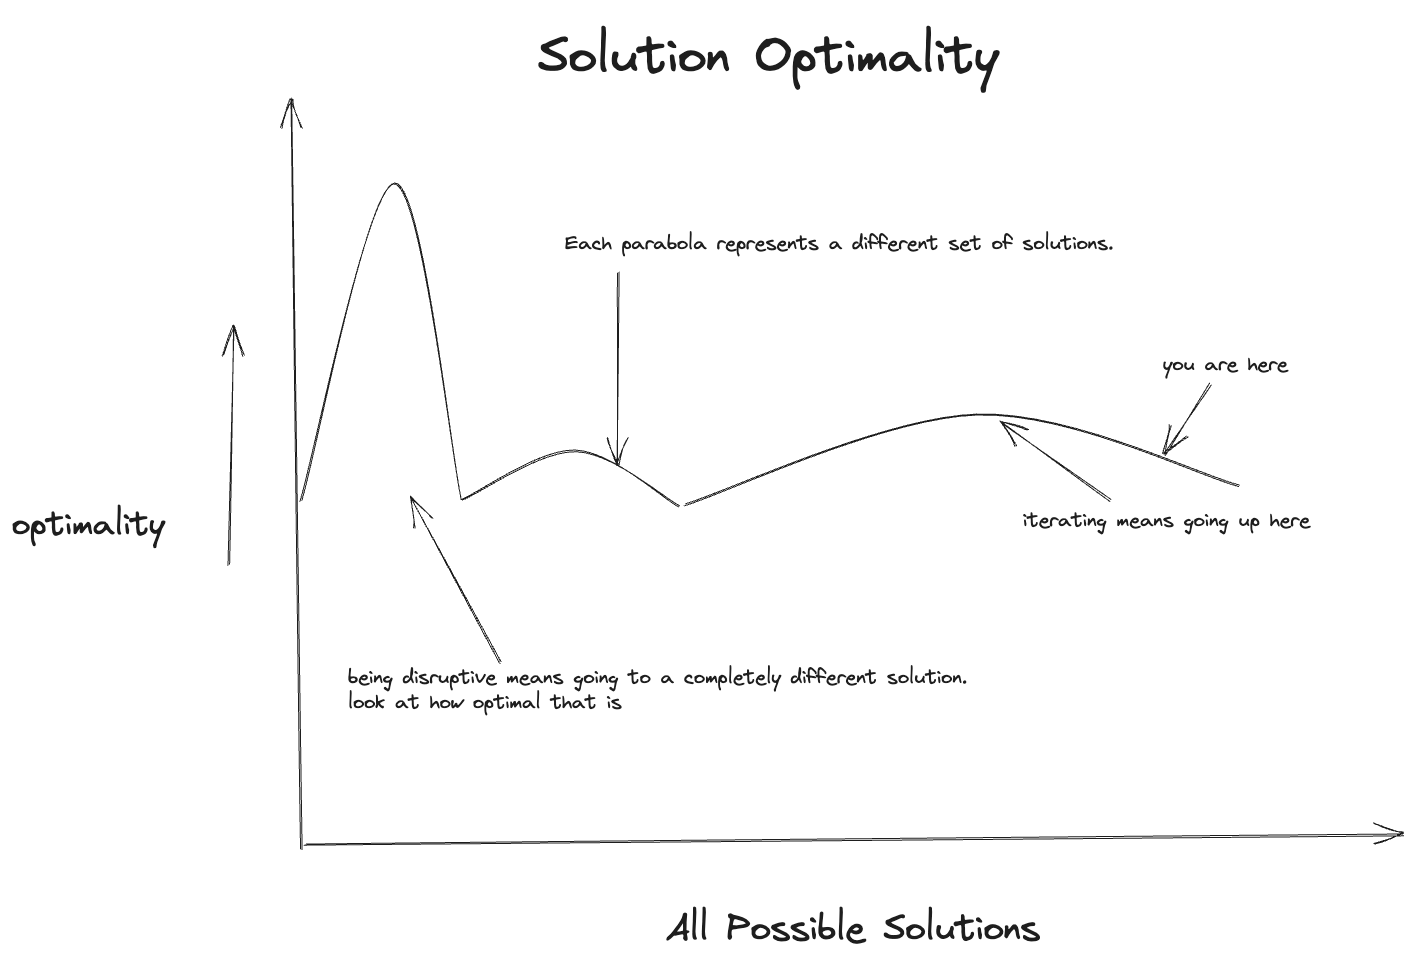 Solution Optimality
Each parabola represents a different set of solutions.
you are here
optimality
iterating means going up here
being disruptive means going to a completely different solution.
look at how optimal that is
All Possible Solutions